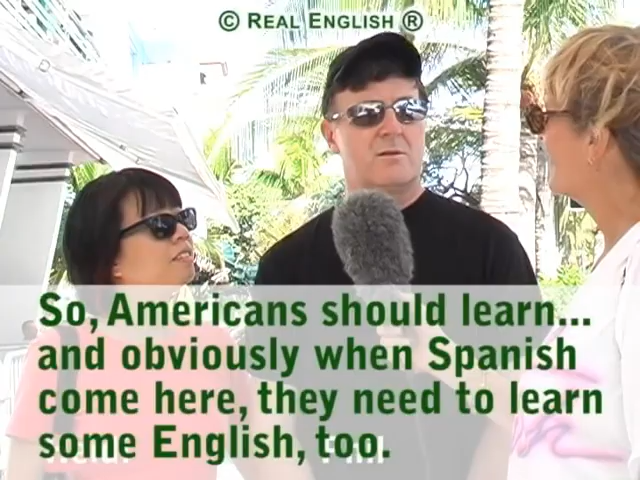 © REAL ENGLISH ®
So, Americans should learn...
and obviously when Spanish
come here, they need to learn
some English, too.